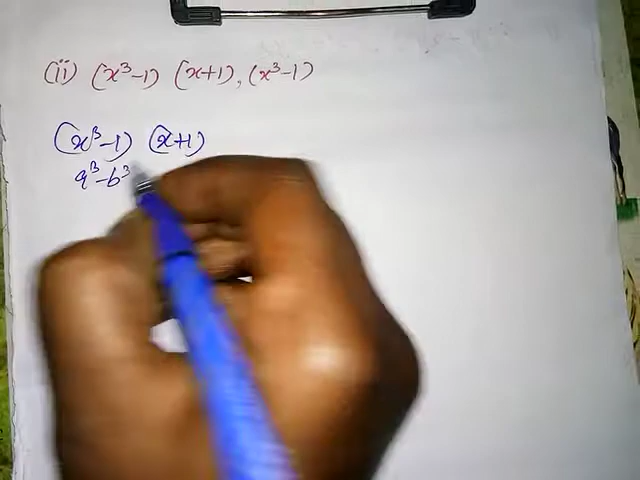 (ii) (x³-1) (x+1), (x³-1)
(x³-1) (x+1)
a³-b³